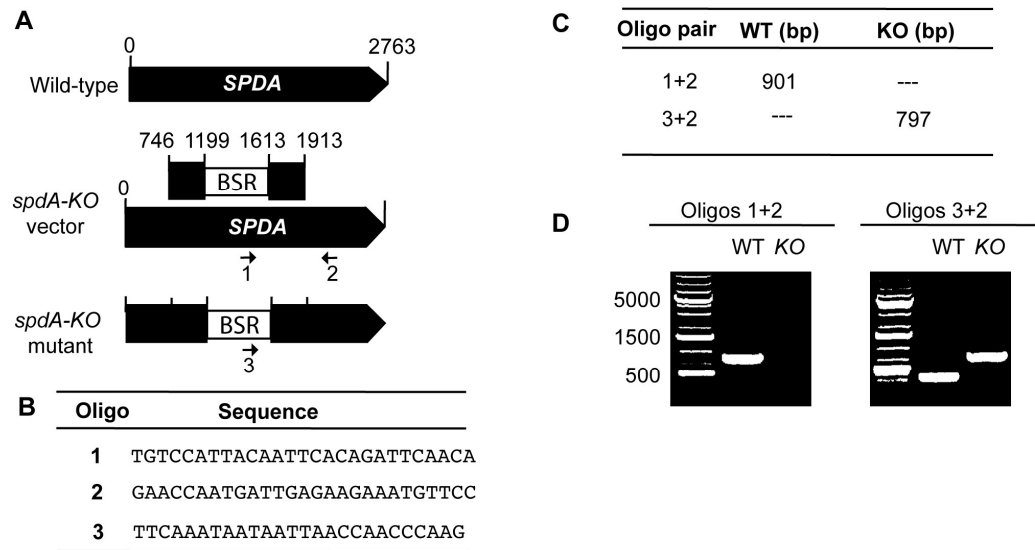 A
0
2763
Wild-type
SPDA
746 1199 1613 1913
BSR
0
spdA-KO
vector
SPDA
1
2
spdA-KO
mutant
BSR
3
B
Oligo Sequence
1 TGTCCATTACAATTCACAGATTCAACA
2 GAACCAATGATTGAGAAGAAATGTTCC
3 TTCAAATAATAATTAACCAACCCAAG
C
Oligo pair WT (bp) KO (bp)
1+2 901 ---
3+2 --- 797
D
Oligos 1+2 Oligos 3+2
WT KO WT KO
5000
1500
500